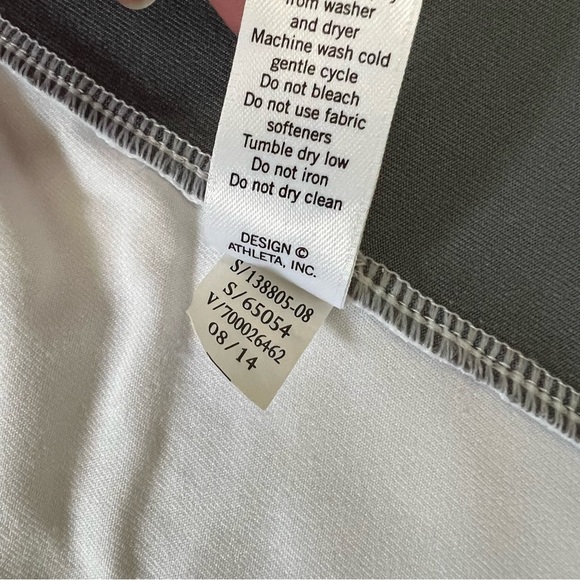 from washer
and dryer
Machine wash cold
gentle cycle
Do not bleach
Do not use fabric
softeners
Tumble dry low
Do not iron
Do not dry clean
DESIGN ©
ATHLETA, INC.
S/138805-08
S/65054
V/700026462
08/14